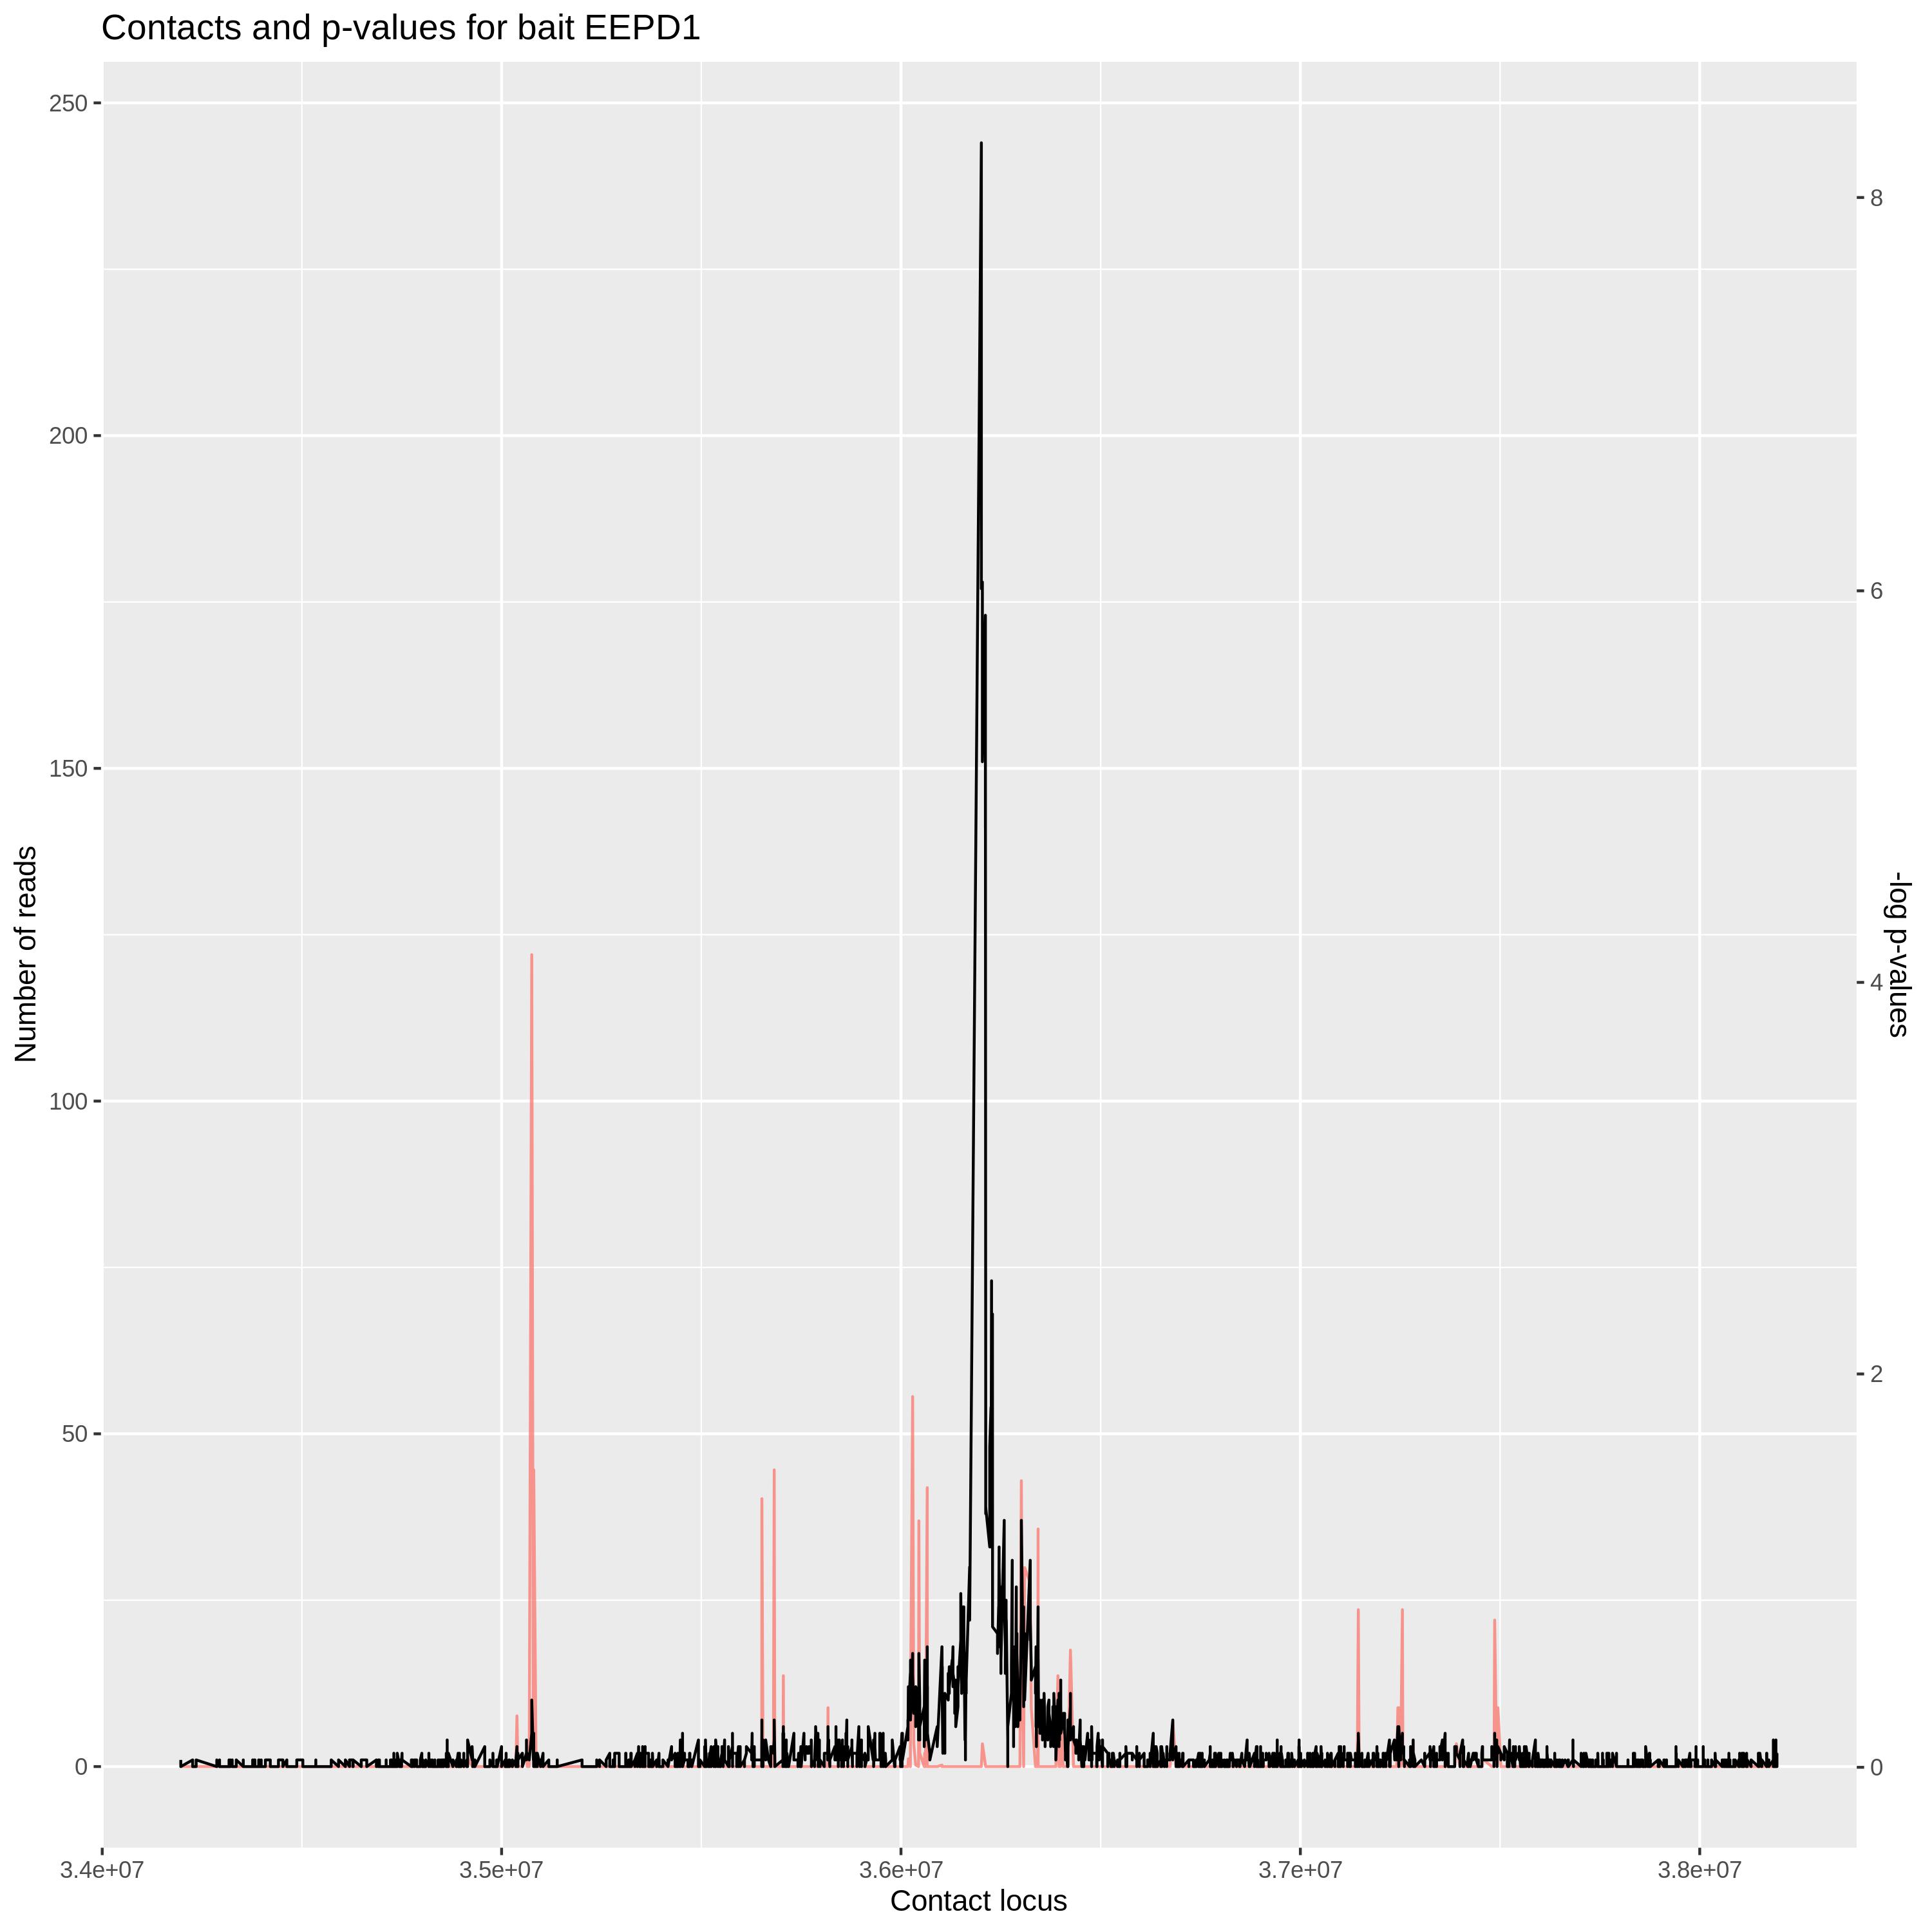 Contacts and p-values for bait EEPD1
250
200
150
100
50
0
Number of reads
8
6
4
2
0
-log p-values
3.4e+07 3.5e+07 3.6e+07 3.7e+07 3.8e+07
Contact locus